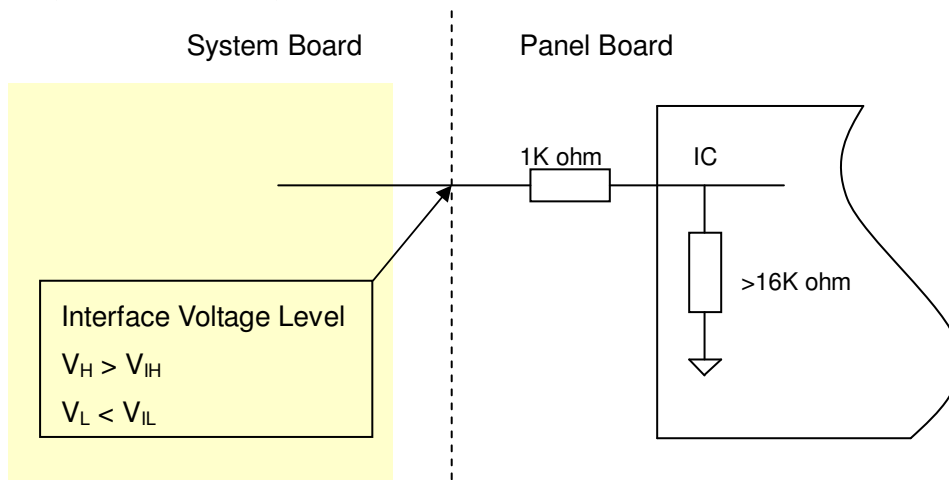 System Board
Panel Board
1K ohm
IC
>16K ohm
Interface Voltage Level
VH > VIH
VL < VIL